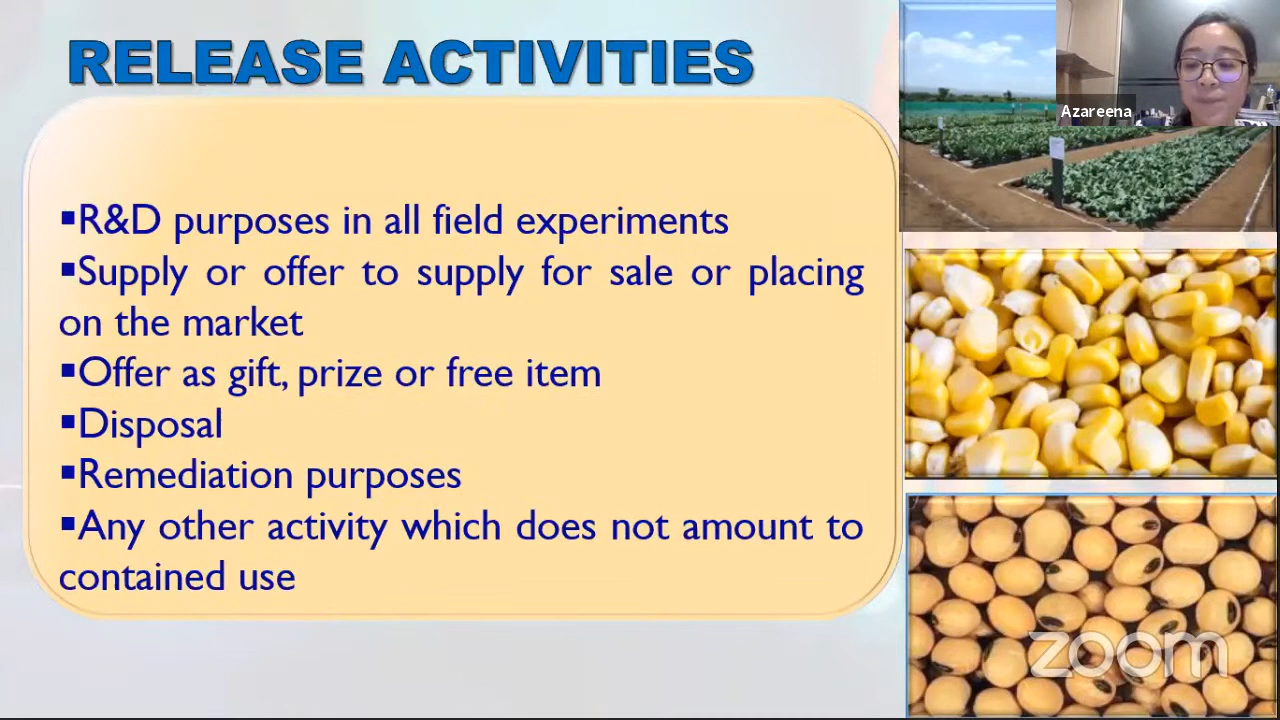 RELEASE ACTIVITIES
Azareena
▪R&D purposes in all field experiments
▪Supply or offer to supply for sale or placing
on the market
▪Offer as gift, prize or free item
▪Disposal
▪Remediation purposes
▪Any other activity which does not amount to
contained use
zoom